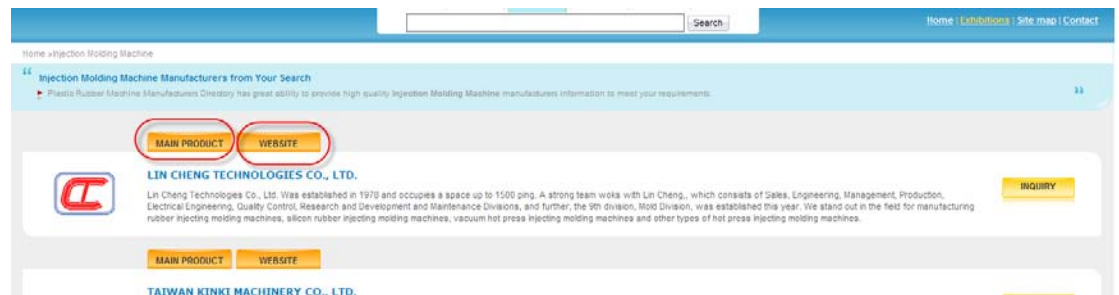 Search
Home | Exhibitions | Site map | Contact
Home »Injection Molding Machine
Injection Molding Machine Manufacturers from Your Search
Plastic Rubber Machine Manufacturers Directory has great ability to provide high quality Injection Molding Machine manufacturers information to meet your requirements.
MAIN PRODUCT WEBSITE
LIN CHENG TECHNOLOGIES CO., LTD.
INQUIRY
Lin Cheng Technologies Co., Ltd. Was established in 1978 and occupies a space up to 1500 ping. A strong team woks with Lin Cheng,, which consists of Sales, Engineering, Management, Production,
Electrical Engineering, Quality Control, Research and Development and Maintenance Divisions, and further, the 9th division, Mold Division, was established this year. We stand out in the field for manufacturing
rubber injecting molding machines, silicon rubber injecting molding machines, vacuum hot press injecting molding machines and other types of hot press injecting molding machines.
MAIN PRODUCT WEBSITE
TAIWAN KINKI MACHINERY CO., LTD.